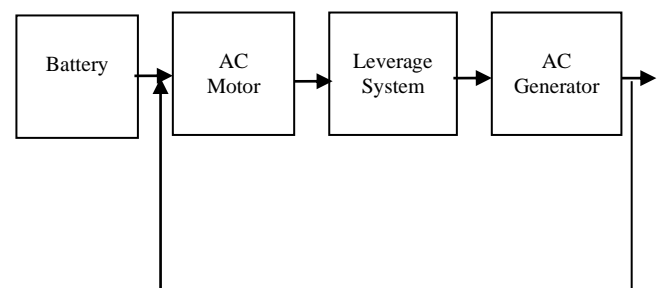 Battery
AC
Motor
Leverage
System
AC
Generator